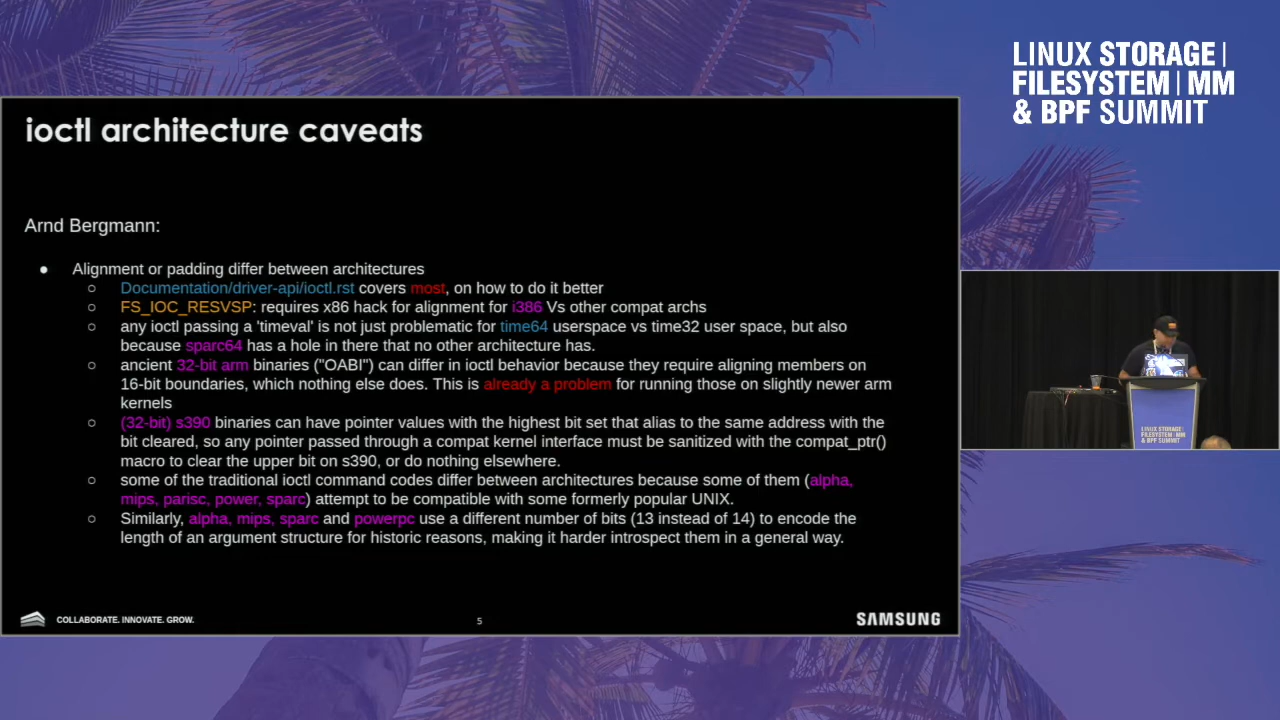 LINUX STORAGE |
FILESYSTEM | MM
& BPF SUMMIT
ioctl architecture caveats
Arnd Bergmann:
● Alignment or padding differ between architectures
○ Documentation/driver-api/ioctl.rst covers most, on how to do it better
○ FS_IOC_RESVSP: requires x86 hack for alignment for i386 Vs other compat archs
○ any ioctl passing a 'timeval' is not just problematic for time64 userspace vs time32 user space, but also
because sparc64 has a hole in there that no other architecture has.
○ ancient 32-bit arm binaries ("OABI") can differ in ioctl behavior because they require aligning members on
16-bit boundaries, which nothing else does. This is already a problem for running those on slightly newer arm
kernels
○ (32-bit) s390 binaries can have pointer values with the highest bit set that alias to the same address with the
bit cleared, so any pointer passed through a compat kernel interface must be sanitized with the compat_ptr()
macro to clear the upper bit on s390, or do nothing elsewhere.
○ some of the traditional ioctl command codes differ between architectures because some of them (alpha,
mips, parisc, power, sparc) attempt to be compatible with some formerly popular UNIX.
○ Similarly, alpha, mips, sparc and powerpc use a different number of bits (13 instead of 14) to encode the
length of an argument structure for historic reasons, making it harder introspect them in a general way.
COLLABORATE. INNOVATE. GROW.
5
SAMSUNG
LINUX STORAGE |
FILESYSTEM | MM
& BPF SUMMIT